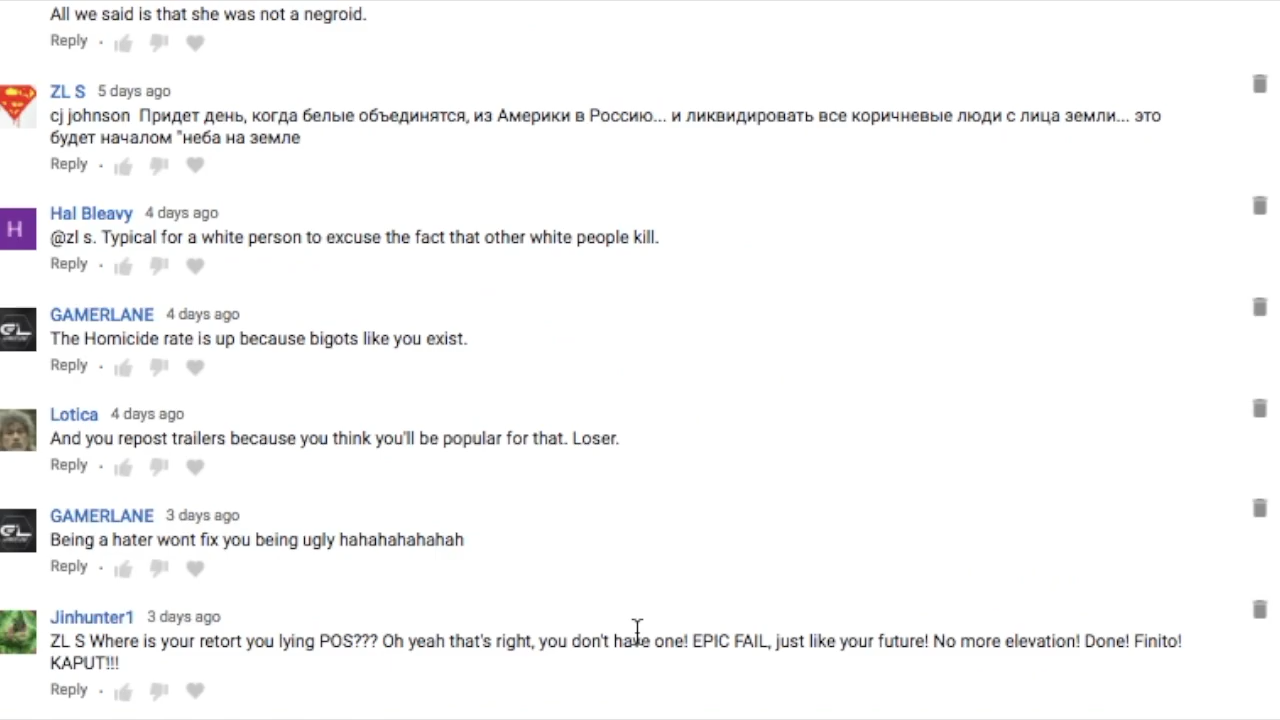 All we said is that she was not a negroid.
Reply
ZL S 5 days ago
cj johnson Придет день, когда белые объединятся, из Америки в Россию... и ликвидировать все коричневые люди с лица земли... это
будет началом "неба на земле
Reply
H
Hal Bleavy 4 days ago
@zl s. Typical for a white person to excuse the fact that other white people kill.
Reply
GL
GAMERLANE 4 days ago
The Homicide rate is up because bigots like you exist.
Reply
Lotica 4 days ago
And you repost trailers because you think you'll be popular for that. Loser.
Reply
GL
GAMERLANE 3 days ago
Being a hater wont fix you being ugly hahahahahahah
Reply
Jinhunter1 3 days ago
ZL S Where is your retort you lying POS??? Oh yeah that's right, you don't have one! EPIC FAIL, just like your future! No more elevation! Done! Finito!
KAPUT!!!
Reply